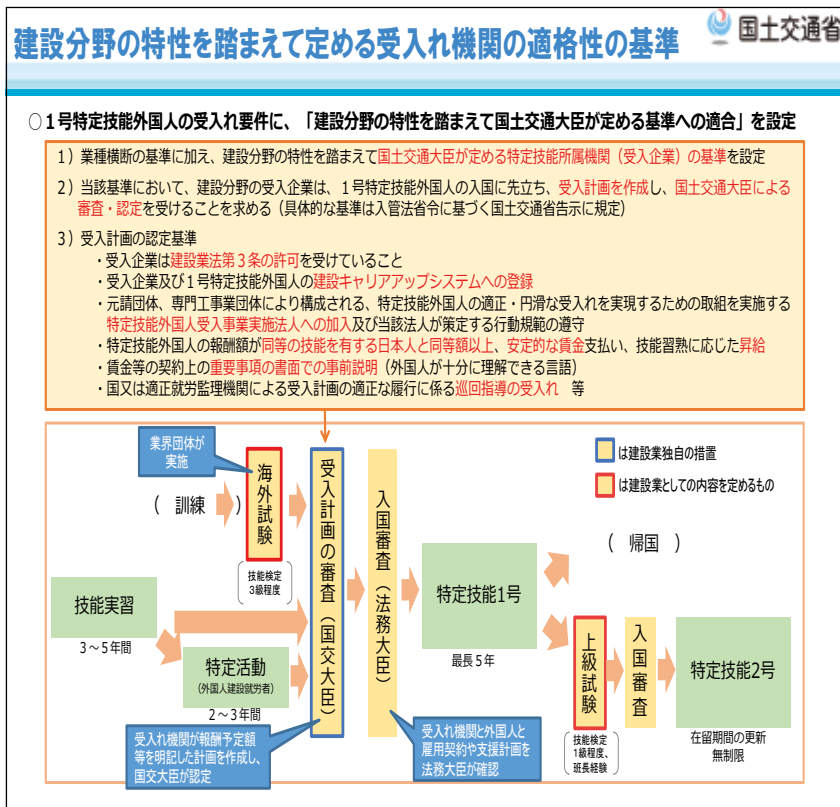 建設分野の特性を踏まえて定める受入れ機関の適格性の基準
国土交通省
○１号特定技能外国人の受入れ要件に、「建設分野の特性を踏まえて国土交通大臣が定める基準への適合」を設定
１）業種横断の基準に加え、建設分野の特性を踏まえて国土交通大臣が定める特定技能所属機関（受入企業）の基準を設定
２）当該基準において、建設分野の受入企業は、１号特定技能外国人の入国に先立ち、受入計画を作成し、国土交通大臣による
審査・認定を受けることを求める（具体的な基準は入管法省令に基づく国土交通省告示に規定）
３）受入計画の認定基準
・受入企業は建設業法第３条の許可を受けていること
・受入企業及び１号特定技能外国人の建設キャリアアップシステムへの登録
・元請団体、専門工事業団体により構成される、特定技能外国人の適正・円滑な受入れを実現するための取組を実施する
特定技能外国人受入事業実施法人への加入及び当該法人が策定する行動規範の遵守
・特定技能外国人の報酬額が同等の技能を有する日本人と同等額以上、安定的な賃金支払い、技能習熟に応じた昇給
・賃金等の契約上の重要事項の書面での事前説明（外国人が十分に理解できる言語）
・国又は適正就労監理機関による受入計画の適正な履行に係る巡回指導の受入れ　等
業界団体が
実施
（　訓練　）
海外試験
技能検定
３級程度
受入計画の審査（国交大臣）
入国審査（法務大臣）
は建設業独自の措置
は建設業としての内容を定めるもの
（　帰国　）
技能実習
３～５年間
特定活動
（外国人建設就労者）
２～３年間
特定技能1号
最長５年
上級試験
技能検定
１級程度、
班長経験
入国審査
特定技能2号
在留期間の更新
無制限
受入れ機関が報酬予定額
等を明記した計画を作成し、
国交大臣が認定
受入れ機関と外国人と
雇用契約や支援計画を
法務大臣が確認